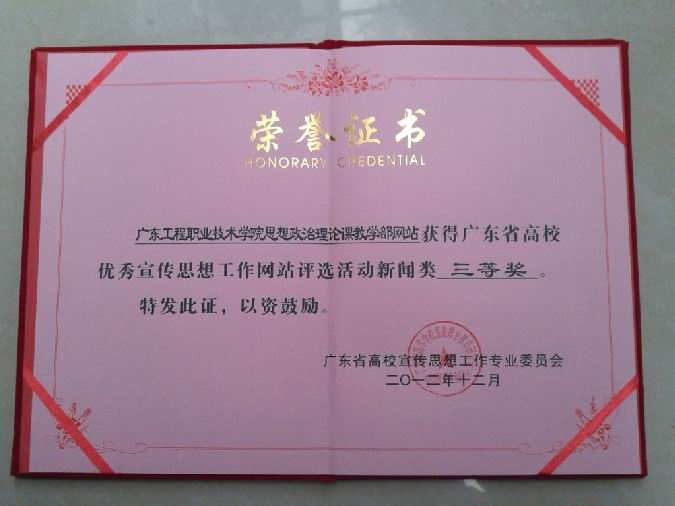 荣誉证书
HONORARY CREDENTIAL
广东工程职业技术学院思想政治理论课教学部网站获得广东省高校
优秀宣传思想工作网站评选活动新闻类 三等奖 。
特发此证，以资鼓励。
广东省高校宣传思想工作专业委员会
二〇一二年十二月